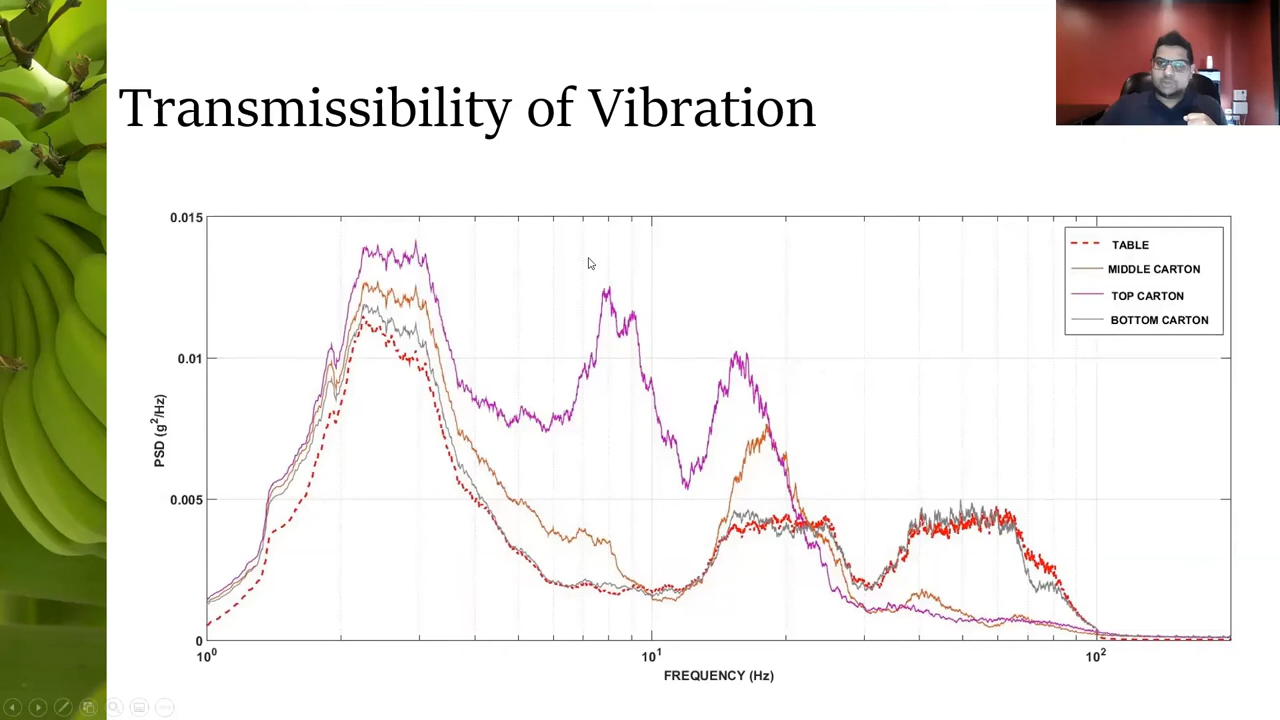 Transmissibility of Vibration
0.015
TABLE
MIDDLE CARTON
TOP CARTON
BOTTOM CARTON
0.01
PSD (g²/Hz)
0.005
0
10⁰
10¹
10²
FREQUENCY (Hz)